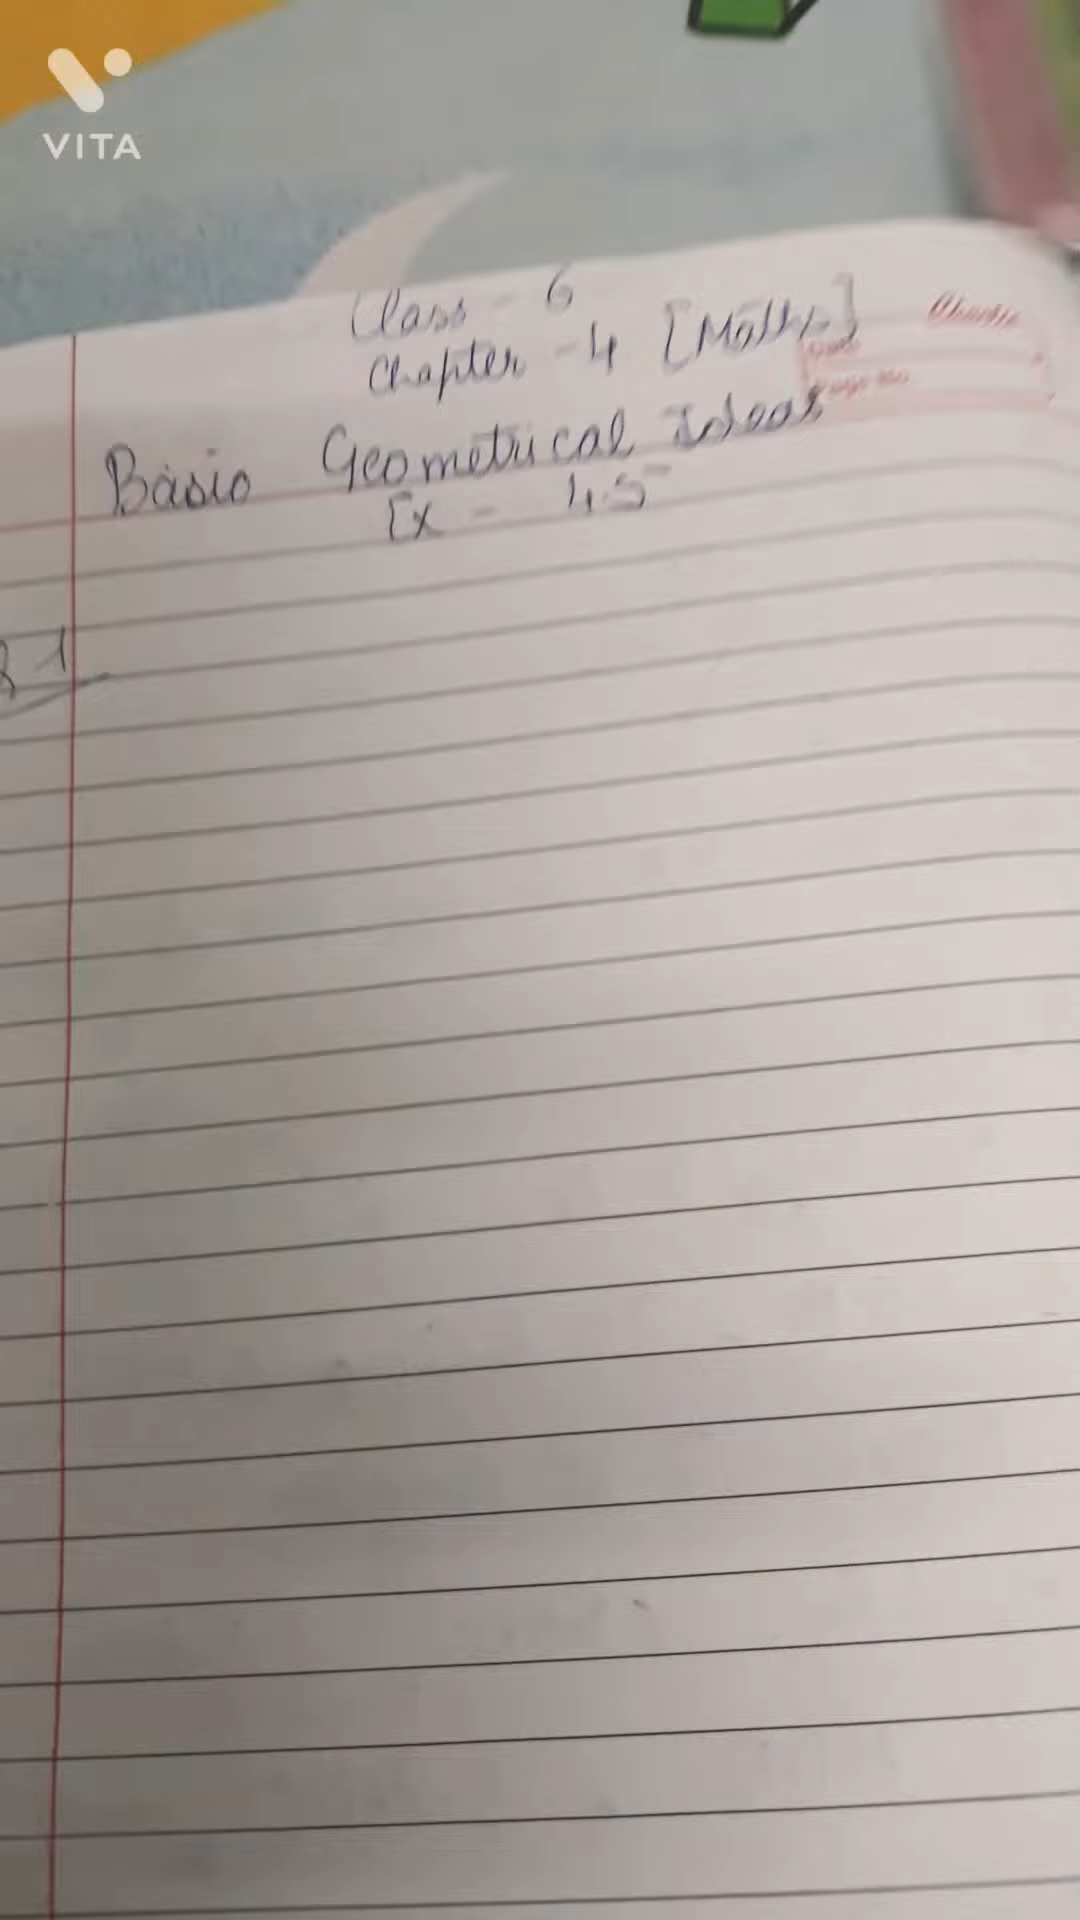 VITA
Class - 6
Chapter - 4 [Maths]
Basic Geometrical Ideas
Ex - 4.5
Q 1